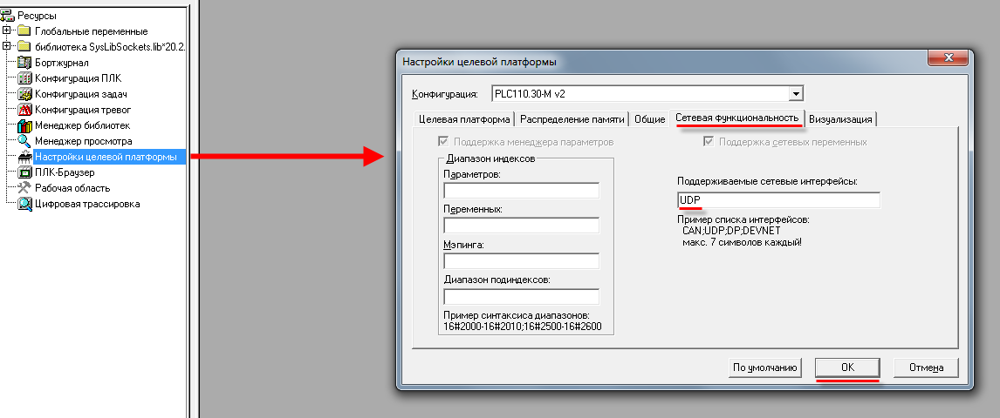 Ресурсы
Глобальные переменные
библиотека SysLibSockets.lib*20.2.
Бортжурнал
Конфигурация ПЛК
Конфигурация задач
Конфигурация тревог
Менеджер библиотек
Менеджер просмотра
Настройки целевой платформы
ПЛК-Браузер
Рабочая область
Цифровая трассировка
Настройки целевой платформы
Конфигурация: PLC110.30-M v2
Целевая платформа Распределение памяти Общие Сетевая функциональность Визуализация
Поддержка менеджера параметров
Поддержка сетевых переменных
Диапазон индексов
Параметров:
Переменных:
Мэпинга:
Диапазон подиндексов:
Пример синтаксиса диапазонов:
16#2000-16#2010;16#2500-16#2600
Поддерживаемые сетевые интерфейсы:
UDP
Пример списка интерфейсов:
CAN;UDP;DP;DEVNET
макс. 7 символов каждый!
По умолчанию OK Отмена